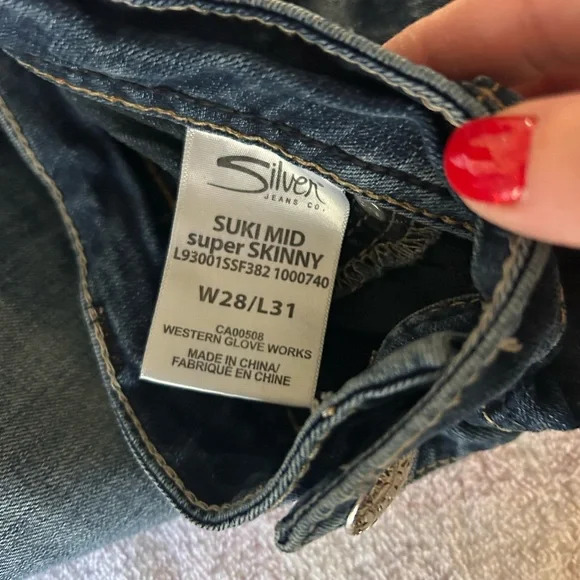 Silver
JEANS CO.
SUKI MID
super SKINNY
L93001SSF382 1000740
W28/L31
CA00508
WESTERN GLOVE WORKS
MADE IN CHINA/
FABRIQUÉ EN CHINE